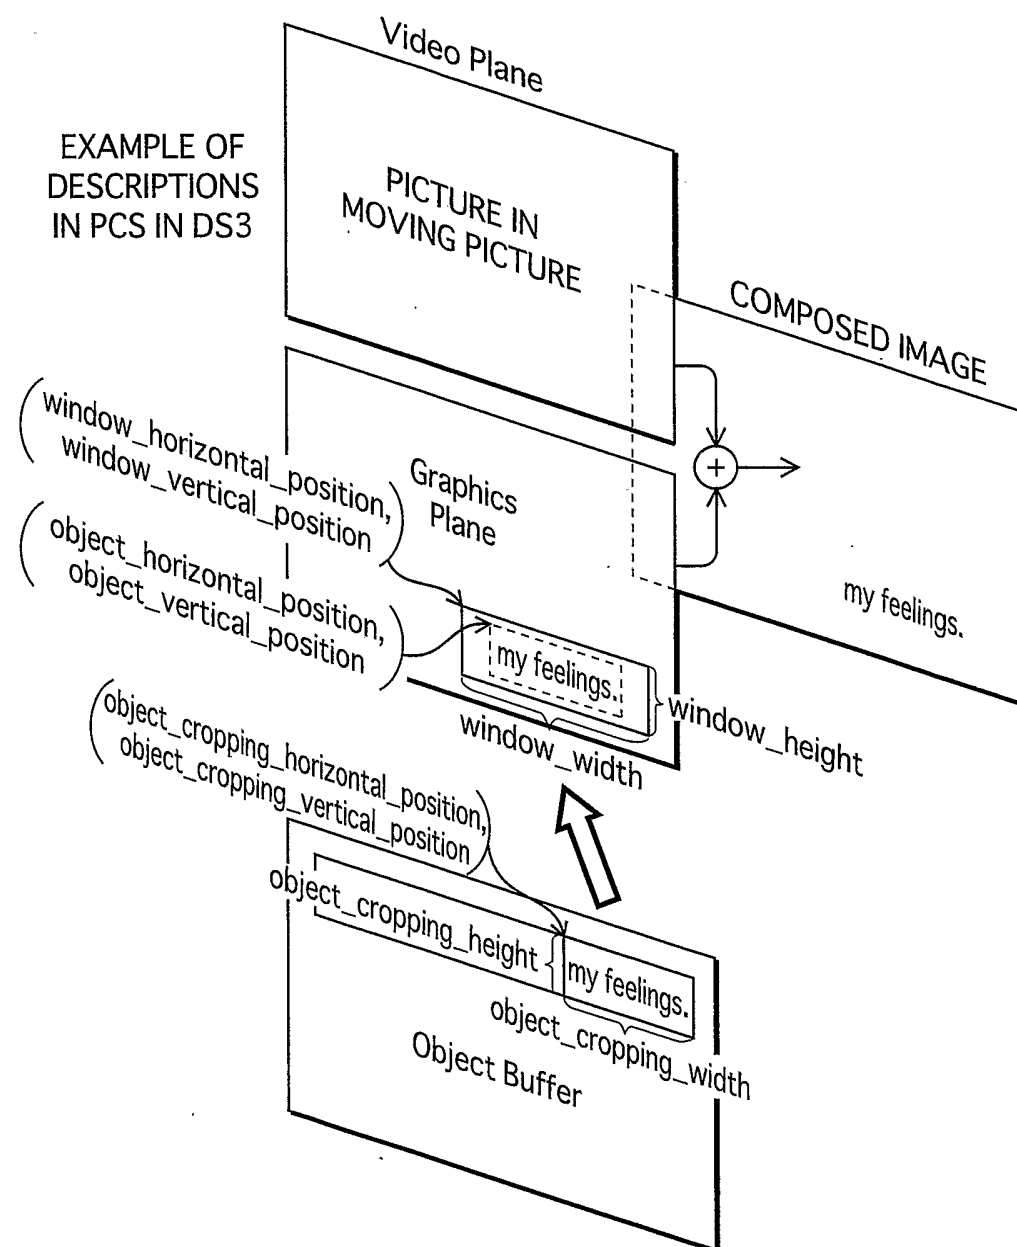 Video Plane
EXAMPLE OF
DESCRIPTIONS
IN PCS IN DS3
PICTURE IN
MOVING PICTURE
COMPOSED IMAGE
(window_horizontal_position,
window_vertical_position)
Graphics
Plane
+
(object_horizontal_position,
object_vertical_position)
my feelings.
my feelings.
window_height
window_width
(object_cropping_horizontal_position,
object_cropping_vertical_position)
object_cropping_height
my feelings.
object_cropping_width
Object Buffer